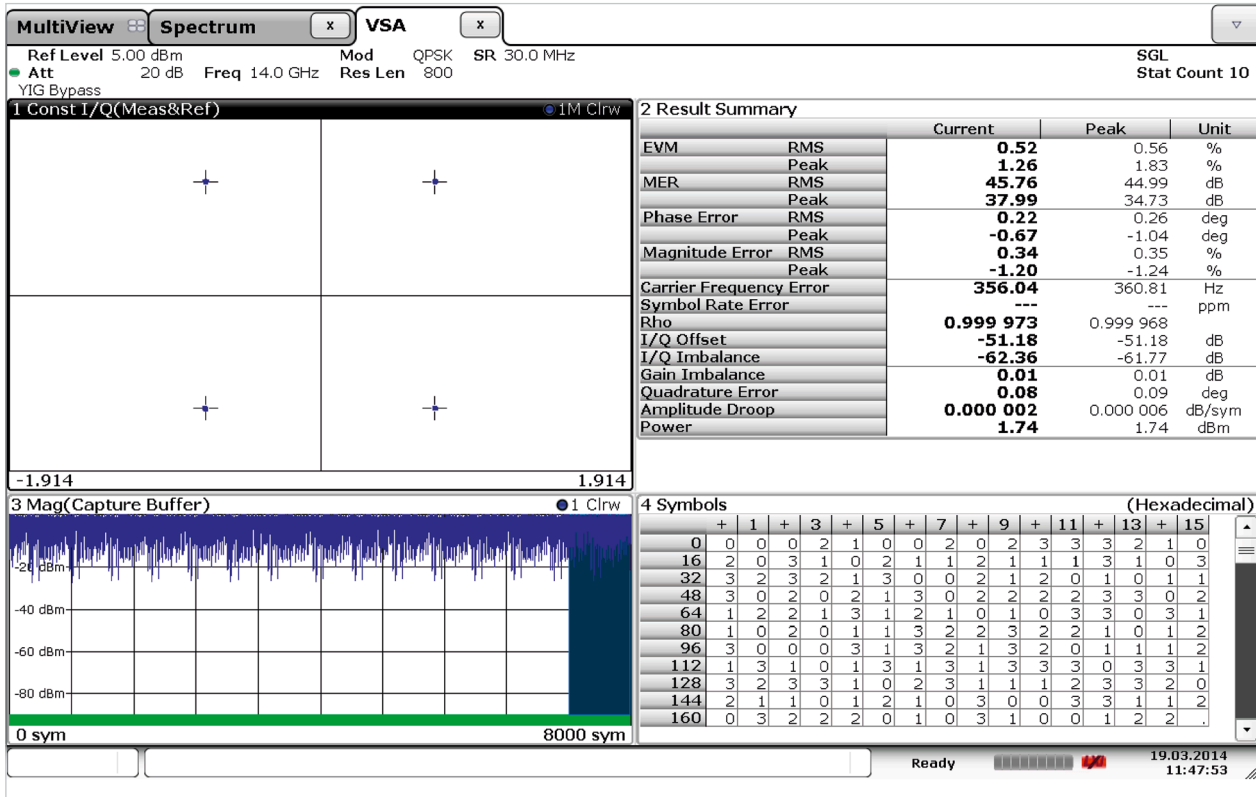 MultiView Spectrum x VSA x
Ref Level 5.00 dBm Mod QPSK SR 30.0 MHz SGL
Att 20 dB Freq 14.0 GHz Res Len 800 Stat Count 10
YIG Bypass
1 Const I/Q(Meas&Ref) 1M Clrw
-1.914 1.914
2 Result Summary
Current Peak Unit
EVM RMS 0.52 0.56 %
Peak 1.26 1.83 %
MER RMS 45.76 44.99 dB
Peak 37.99 34.73 dB
Phase Error RMS 0.22 0.26 deg
Peak -0.67 -1.04 deg
Magnitude Error RMS 0.34 0.35 %
Peak -1.20 -1.24 %
Carrier Frequency Error 356.04 360.81 Hz
Symbol Rate Error --- --- ppm
Rho 0.999 973 0.999 968
I/Q Offset -51.18 -51.18 dB
I/Q Imbalance -62.36 -61.77 dB
Gain Imbalance 0.01 0.01 dB
Quadrature Error 0.08 0.09 deg
Amplitude Droop 0.000 002 0.000 006 dB/sym
Power 1.74 1.74 dBm
3 Mag(Capture Buffer) 1 Clrw
-20 dBm
-40 dBm
-60 dBm
-80 dBm
0 sym 8000 sym
4 Symbols (Hexadecimal)
+ 1 + 3 + 5 + 7 + 9 + 11 + 13 + 15
0 0 0 0 2 1 0 0 2 0 2 3 3 3 2 1 0
16 2 0 3 1 0 2 1 1 2 1 1 1 3 1 0 3
32 3 2 3 2 1 3 0 0 2 1 2 0 1 0 1 1
48 3 0 2 0 2 1 3 0 2 2 2 2 3 3 0 2
64 1 2 2 1 3 1 2 1 0 1 0 3 3 0 3 1
80 1 0 2 0 1 1 3 2 2 3 2 2 1 0 1 2
96 3 0 0 0 3 1 3 2 1 3 2 0 1 1 1 2
112 1 3 1 0 1 3 1 3 1 3 3 3 0 3 3 1
128 3 2 3 3 1 0 2 3 1 1 1 2 3 3 2 0
144 2 1 1 0 1 2 1 0 3 0 0 3 3 1 1 2
160 0 3 2 2 2 0 1 0 3 1 0 0 1 2 2 .
Ready LXI 19.03.2014
11:47:53